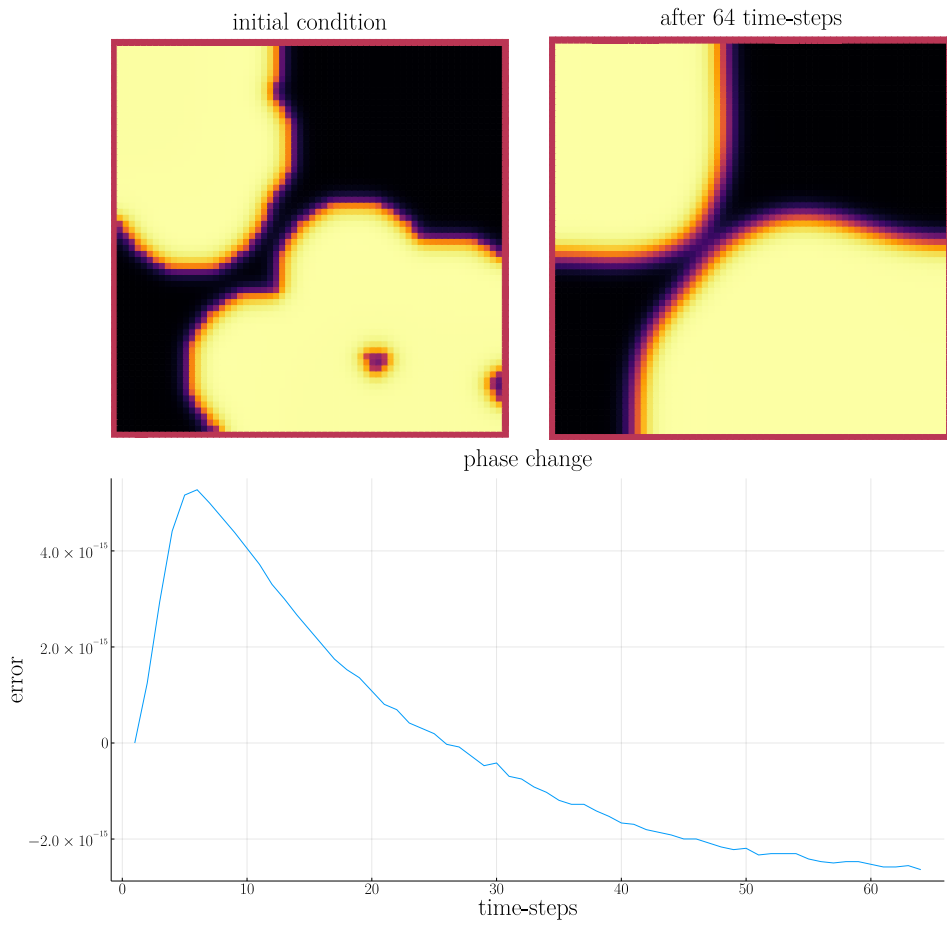 initial condition
after 64 time-steps
phase change
4.0 × 10⁻¹⁵
2.0 × 10⁻¹⁵
0
−2.0 × 10⁻¹⁵
error
0 10 20 30 40 50 60
time-steps